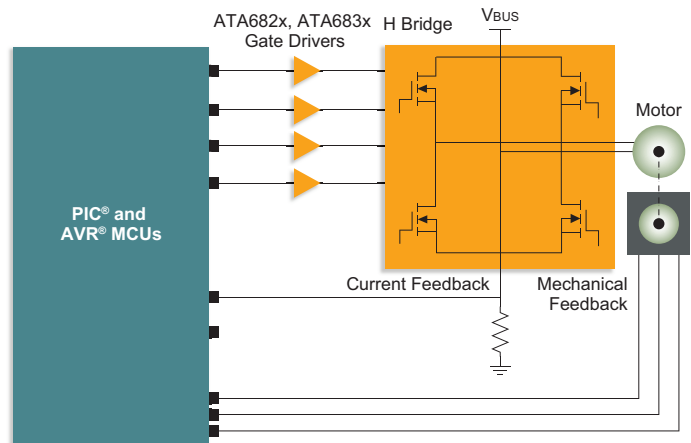 ATA682x, ATA683x
Gate Drivers
H Bridge
VBUS
Motor
PIC® and
AVR® MCUs
Current Feedback
Mechanical
Feedback